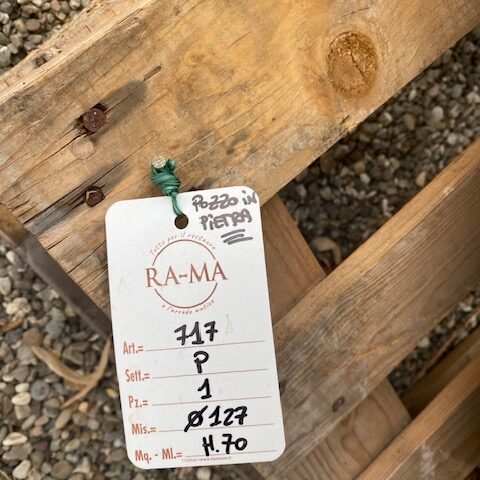 POZZO IN
PIETRA
Tutto per il restauro
RA-MA
e l'arredo antico
Art.= 717
Sett.= P
Pz.= 1
Mis.= Ø127
Mq. - Ml.= H.70